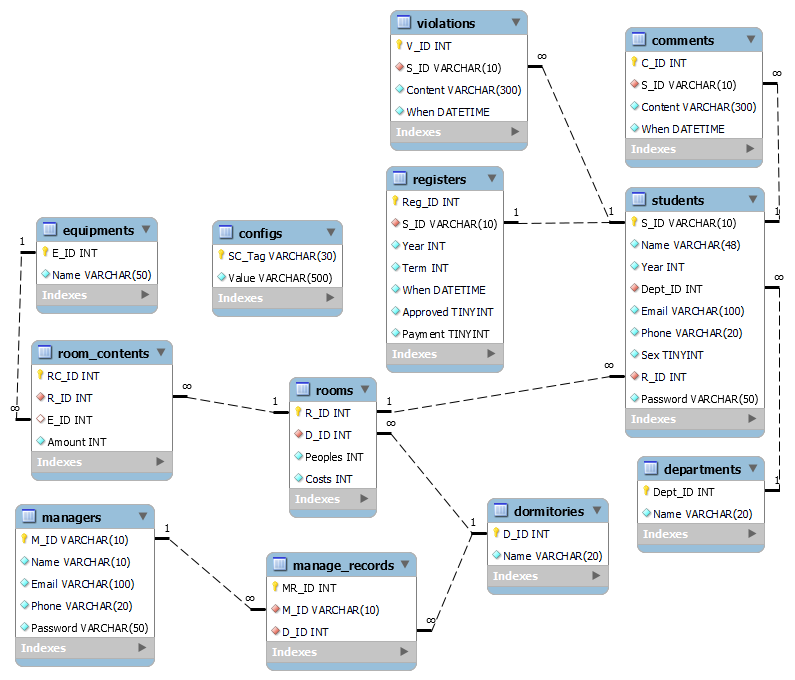 violations
V_ID INT
S_ID VARCHAR(10)
Content VARCHAR(300)
When DATETIME
Indexes
∞
1
comments
C_ID INT
S_ID VARCHAR(10)
Content VARCHAR(300)
When DATETIME
Indexes
∞
1
registers
Reg_ID INT
S_ID VARCHAR(10)
Year INT
Term INT
When DATETIME
Approved TINYINT
Payment TINYINT
Indexes
1
students
S_ID VARCHAR(10)
Name VARCHAR(48)
Year INT
Dept_ID INT
Email VARCHAR(100)
Phone VARCHAR(20)
Sex TINYINT
R_ID INT
Password VARCHAR(50)
Indexes
∞
∞
equipments
E_ID INT
Name VARCHAR(50)
Indexes
1
∞
configs
SC_Tag VARCHAR(30)
Value VARCHAR(500)
Indexes
room_contents
RC_ID INT
R_ID INT
E_ID INT
Amount INT
Indexes
∞
1
rooms
R_ID INT
D_ID INT
Peoples INT
Costs INT
Indexes
1
∞
departments
Dept_ID INT
Name VARCHAR(20)
Indexes
1
managers
M_ID VARCHAR(10)
Name VARCHAR(10)
Email VARCHAR(100)
Phone VARCHAR(20)
Password VARCHAR(50)
Indexes
1
∞
manage_records
MR_ID INT
M_ID VARCHAR(10)
D_ID INT
Indexes
∞
1
dormitories
D_ID INT
Name VARCHAR(20)
Indexes